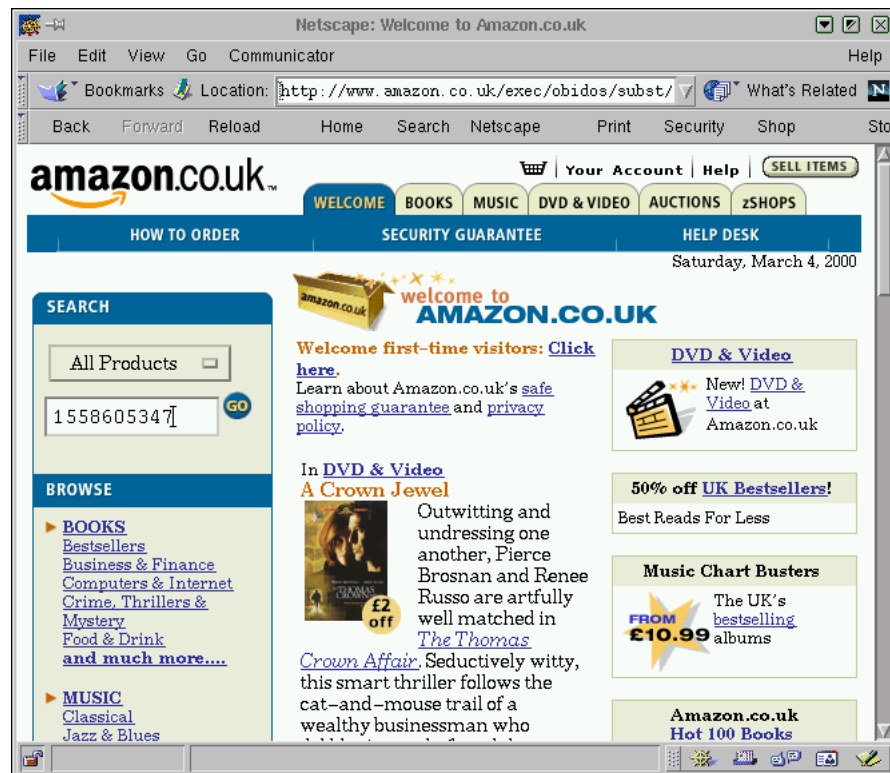 Netscape: Welcome to Amazon.co.uk
File Edit View Go Communicator Help
Bookmarks Location: http://www.amazon.co.uk/exec/obidos/subst/ What's Related N
Back Forward Reload Home Search Netscape Print Security Shop Sto
amazon.co.uk™
Your Account | Help | SELL ITEMS
WELCOME BOOKS MUSIC DVD & VIDEO AUCTIONS zSHOPS
HOW TO ORDER SECURITY GUARANTEE HELP DESK
Saturday, March 4, 2000
SEARCH
All Products
1558605347 GO
BROWSE
BOOKS
Bestsellers
Business & Finance
Computers & Internet
Crime, Thrillers &
Mystery
Food & Drink
and much more....
MUSIC
Classical
Jazz & Blues
amazon.co.uk
welcome to
AMAZON.CO.UK
Welcome first-time visitors: Click
here.
Learn about Amazon.co.uk's safe
shopping guarantee and privacy
policy.
In DVD & Video
A Crown Jewel
THOMAS
CROWN AFFAIR
£2
off
Outwitting and
undressing one
another, Pierce
Brosnan and Renee
Russo are artfully
well matched in
The Thomas
Crown Affair. Seductively witty,
this smart thriller follows the
cat-and-mouse trail of a
wealthy businessman who
DVD & Video
New! DVD &
Video at
Amazon.co.uk
50% off UK Bestsellers!
Best Reads For Less
Music Chart Busters
FROM
£10.99
The UK's
bestselling
albums
Amazon.co.uk
Hot 100 Books